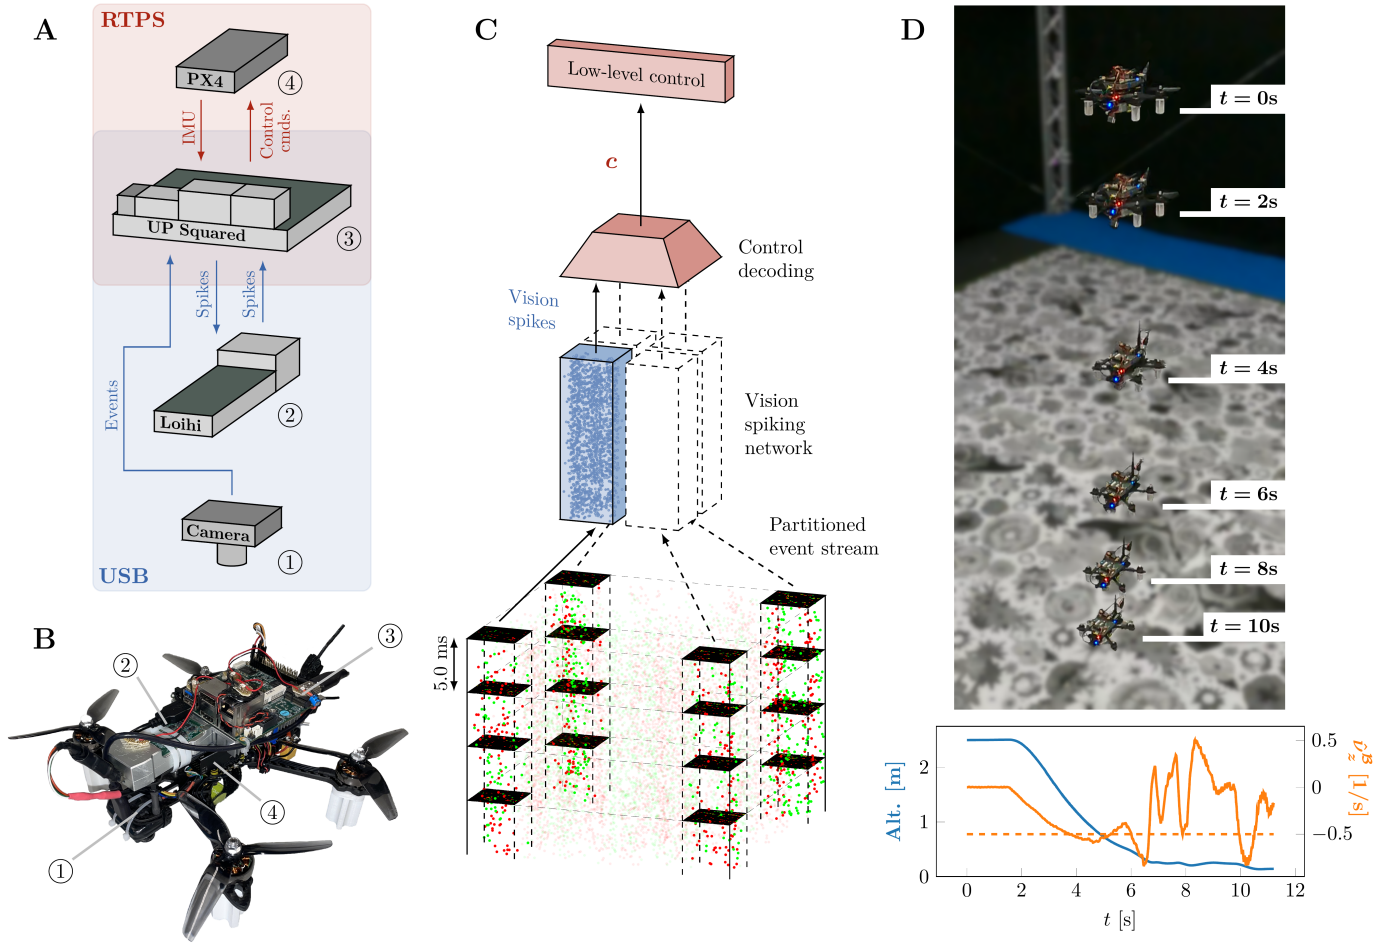 A
RTPS
PX4
④
IMU
Control
cmds.
UP Squared
③
Spikes
Spikes
Events
Loihi
②
Camera
①
USB
B
②
③
④
①
C
Low-level control
c
Control
decoding
Vision
spikes
Vision
spiking
network
Partitioned
event stream
5.0 ms
D
t = 0s
t = 2s
t = 4s
t = 6s
t = 8s
t = 10s
Alt. [m]
2
1
0
0.5
0
−0.5
ν̂_z^B [1/s]
0 2 4 6 8 10 12
t [s]